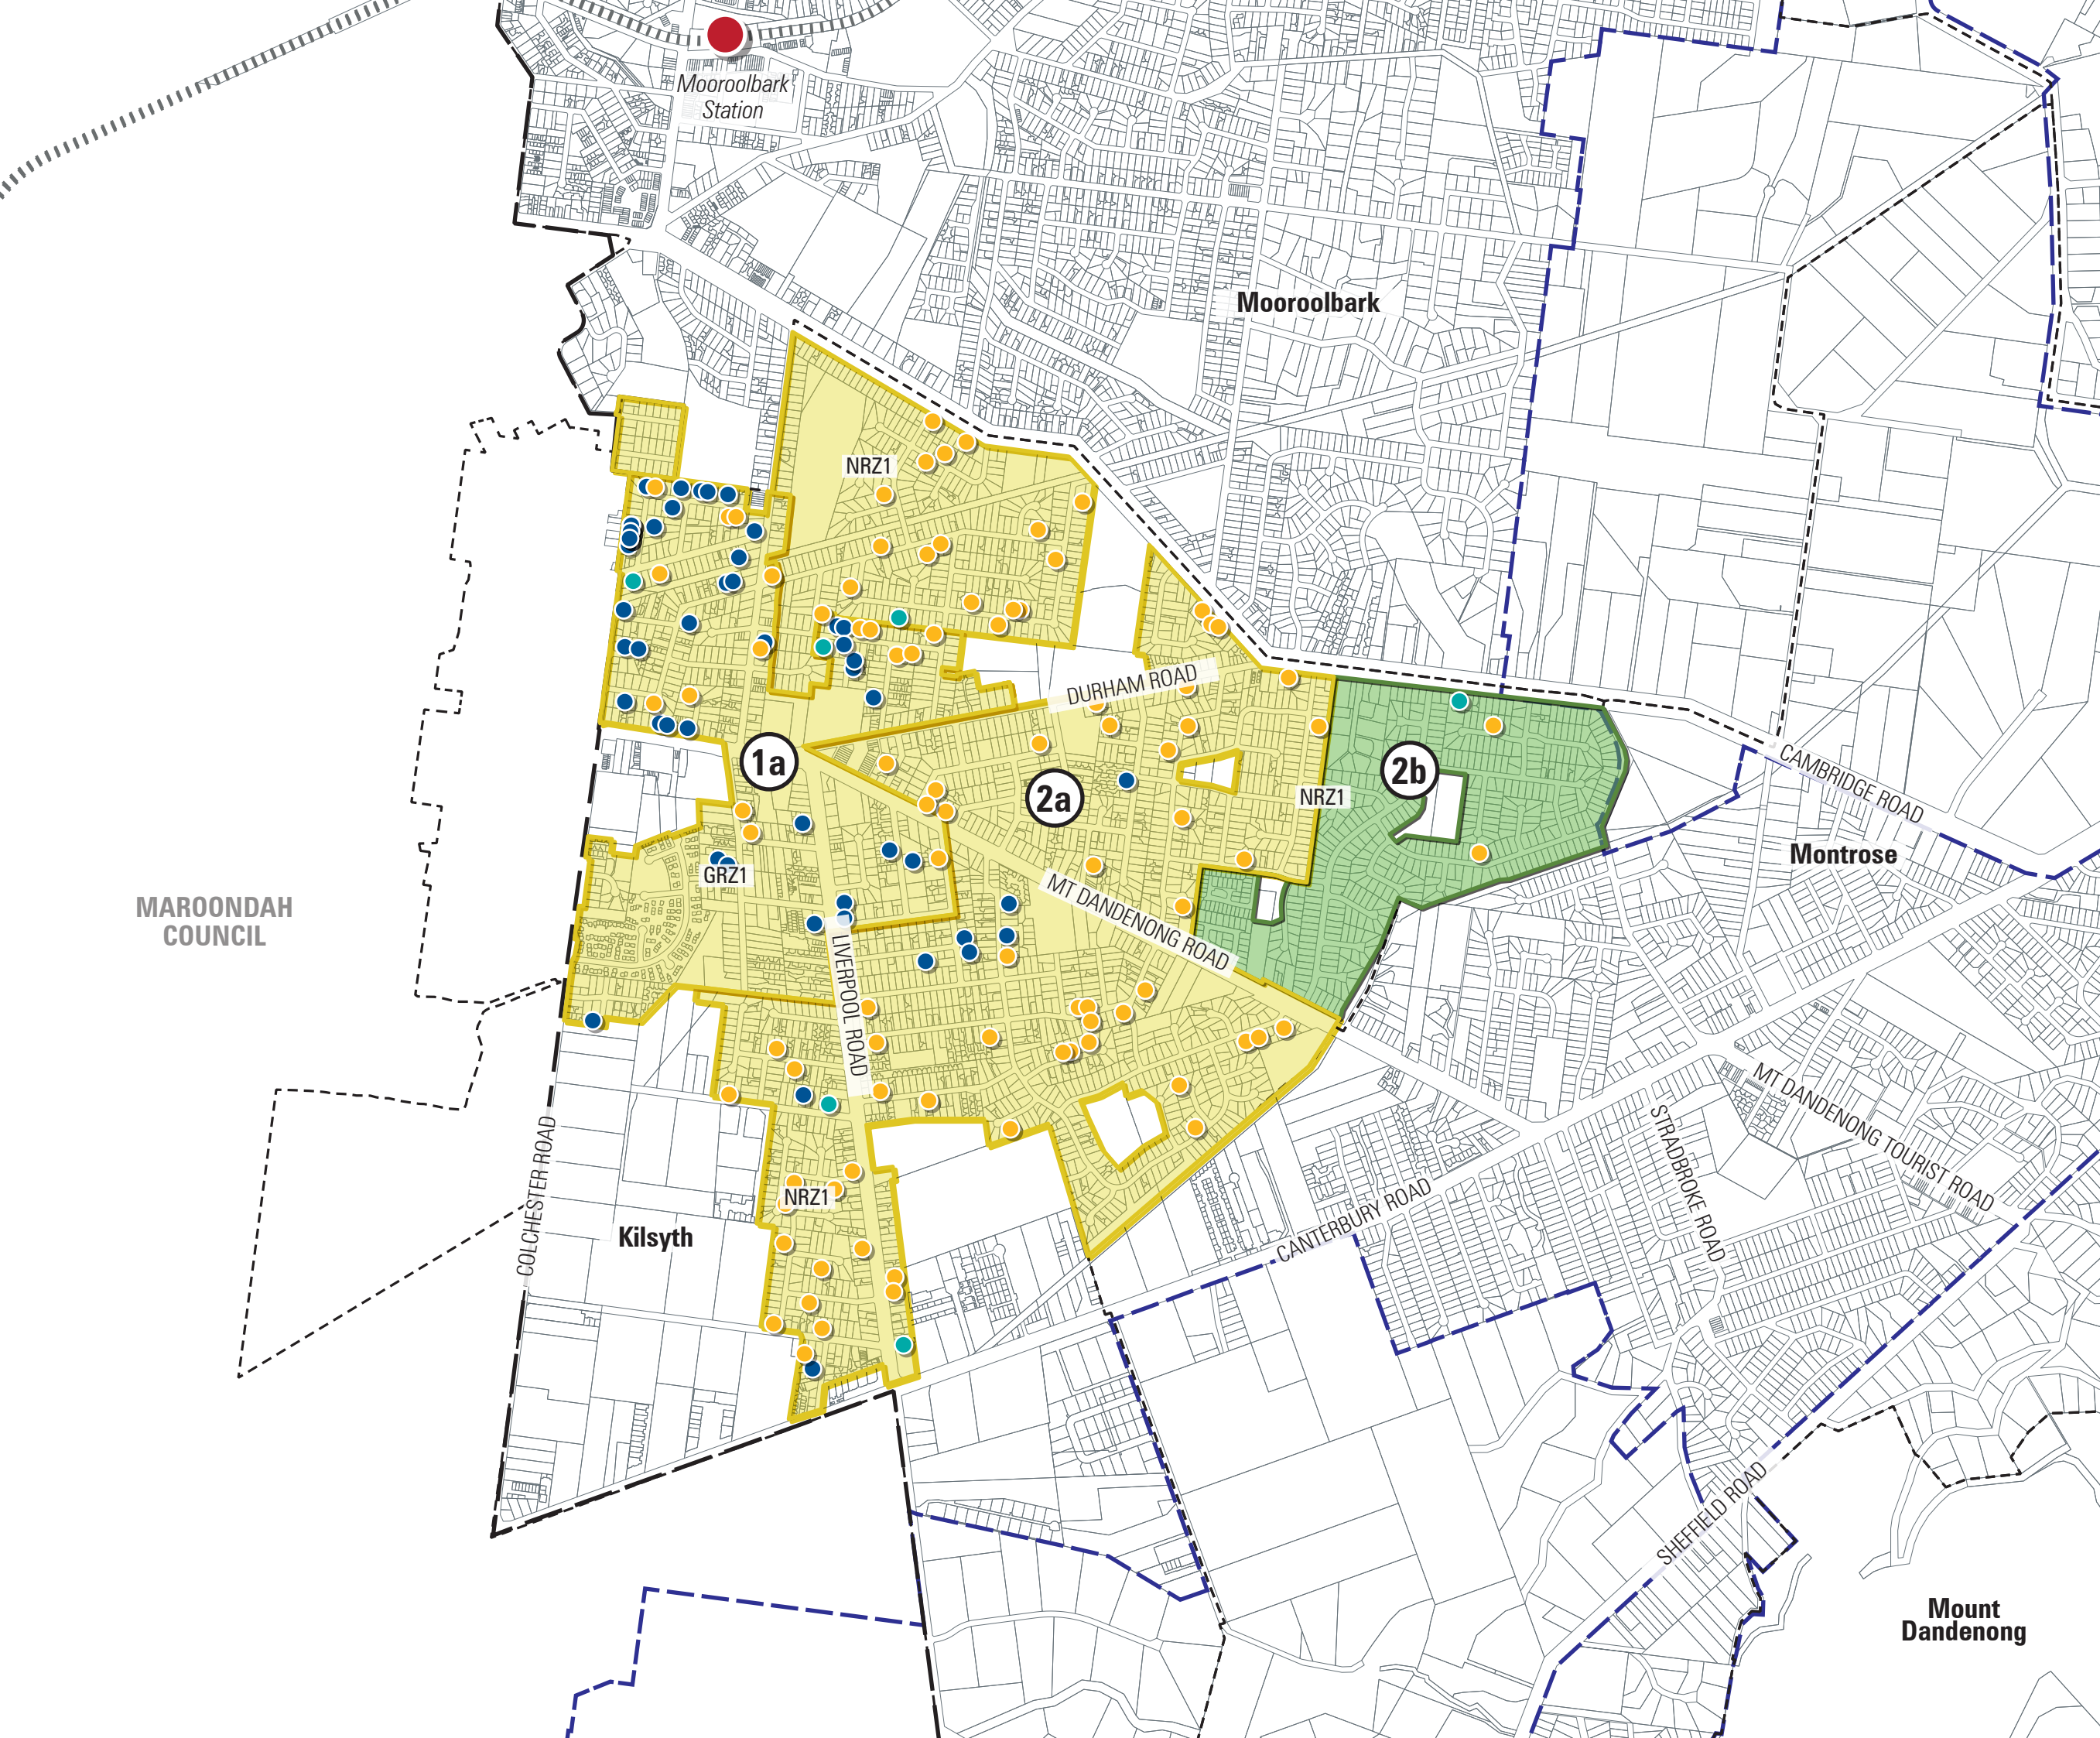 Mooroolbark
Station
Mooroolbark
NRZ1
DURHAM ROAD
1a
2b
2a
NRZ1
CAMBRIDGE ROAD
Montrose
GRZ1
MAROONDAH
COUNCIL
MT DANDENONG ROAD
LIVERPOOL ROAD
MT DANDENONG TOURIST ROAD
STRADBROKE ROAD
COLCHESTER ROAD
NRZ1
CANTERBURY ROAD
Kilsyth
SHEFFIELD ROAD
Mount
Dandenong